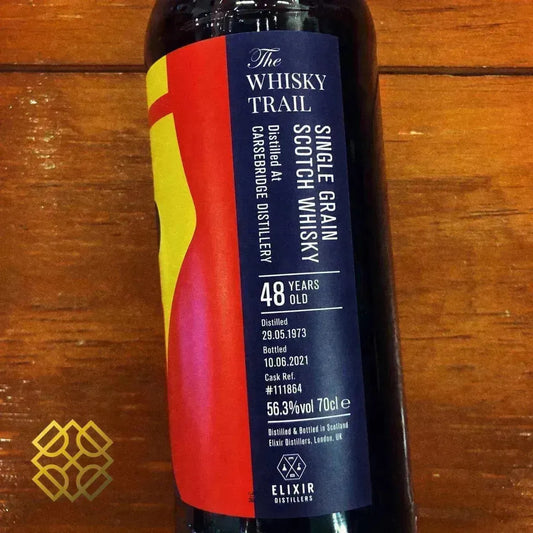 The
WHISKY
TRAIL
SINGLE GRAIN
SCOTCH WHISKY
Distilled At
CARSEBRIDGE DISTILLERY
48 YEARS
OLD
Distilled
29.05.1973
Bottled
10.06.2021
Cask Ref.
#111864
56.3%vol 70cl ℮
Distilled & Bottled in Scotland
Elixir Distillers, London, UK
ELIXIR
DISTILLERS